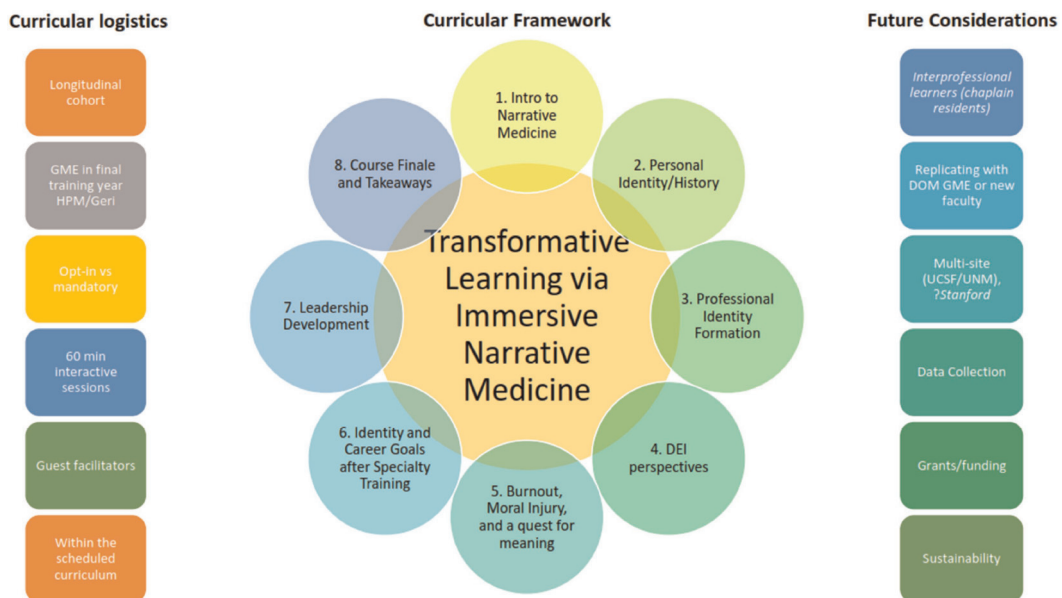 Curricular logistics
Longitudinal
cohort
GME in final
training year
HPM/Geri
Opt-in vs
mandatory
60 min
interactive
sessions
Guest facilitators
Within the
scheduled
curriculum
Curricular Framework
Transformative
Learning via
Immersive
Narrative
Medicine
1. Intro to
Narrative
Medicine
2. Personal
Identity/History
3. Professional
Identity
Formation
4. DEI
perspectives
5. Burnout,
Moral Injury,
and a quest for
meaning
6. Identity and
Career Goals
after Specialty
Training
7. Leadership
Development
8. Course Finale
and Takeaways
Future Considerations
Interprofessional
learners (chaplain
residents)
Replicating with
DOM GME or new
faculty
Multi-site
(UCSF/UNM),
?Stanford
Data Collection
Grants/funding
Sustainability